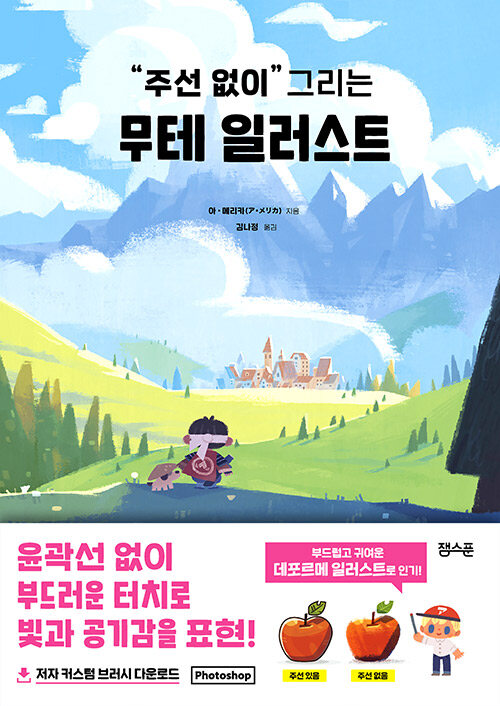 “주선 없이” 그리는
무테 일러스트
아·메리카(ア・メリカ) 지음
김나정 옮김
윤곽선 없이
부드러운 터치로
빛과 공기감을 표현!
저자 커스텀 브러시 다운로드 Photoshop
부드럽고 귀여운
데포르메 일러스트로 인기!
주선 있음
주선 없음
잼스푼